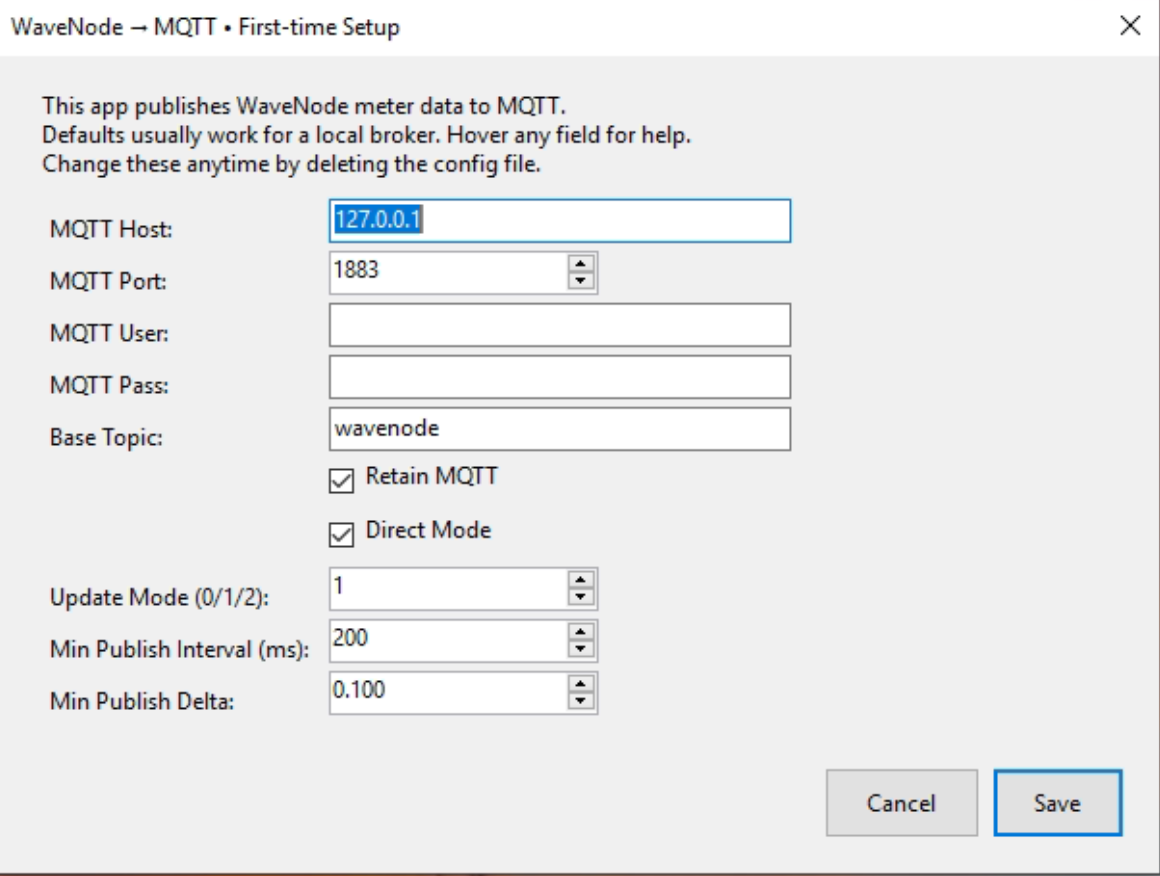 WaveNode → MQTT • First-time Setup
This app publishes WaveNode meter data to MQTT.
Defaults usually work for a local broker. Hover any field for help.
Change these anytime by deleting the config file.
MQTT Host: 127.0.0.1
MQTT Port: 1883
MQTT User:
MQTT Pass:
Base Topic: wavenode
Retain MQTT
Direct Mode
Update Mode (0/1/2): 1
Min Publish Interval (ms): 200
Min Publish Delta: 0.100
Cancel Save